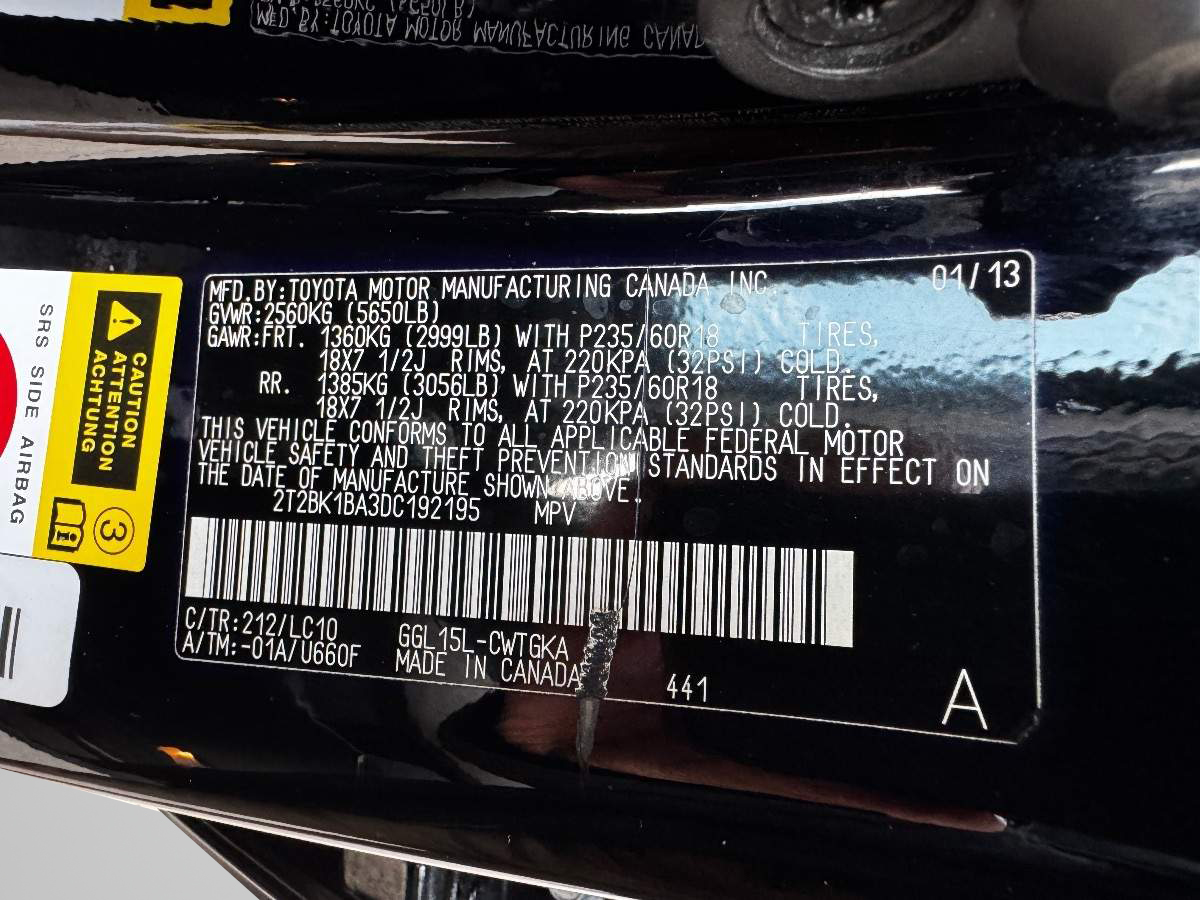 MFD.BY:TOYOTA MOTOR MANUFACTURING CANADA INC. 01/13
GVWR:2560KG (5650LB)
GAWR:FRT. 1360KG (2999LB) WITH P235/60R18 TIRES,
18X7 1/2J RIMS, AT 220KPA (32PSI) COLD.
RR. 1385KG (3056LB) WITH P235/60R18 TIRES,
18X7 1/2J RIMS, AT 220KPA (32PSI) COLD.
THIS VEHICLE CONFORMS TO ALL APPLICABLE FEDERAL MOTOR
VEHICLE SAFETY AND THEFT PREVENTION STANDARDS IN EFFECT ON
THE DATE OF MANUFACTURE SHOWN ABOVE.
2T2BK1BA3DC192195 MPV
C/TR:212/LC10 GGL15L-CWTGKA
A/TM:-01A/U660F MADE IN CANADA
441
A
SRS SIDE AIRBAG
CAUTION
ATTENTION
ACHTUNG
3